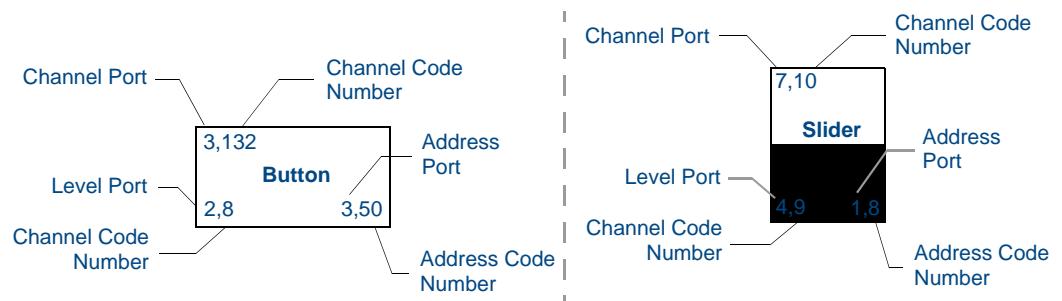 Channel Port
Channel Code
Number
3,132
Address
Port
Button
Level Port
2,8
3,50
Channel Code
Number
Address Code
Number
Channel Port
Channel Code
Number
7,10
Slider
Address
Port
Level Port
4,9
1,8
Channel Code
Number
Address Code
Number